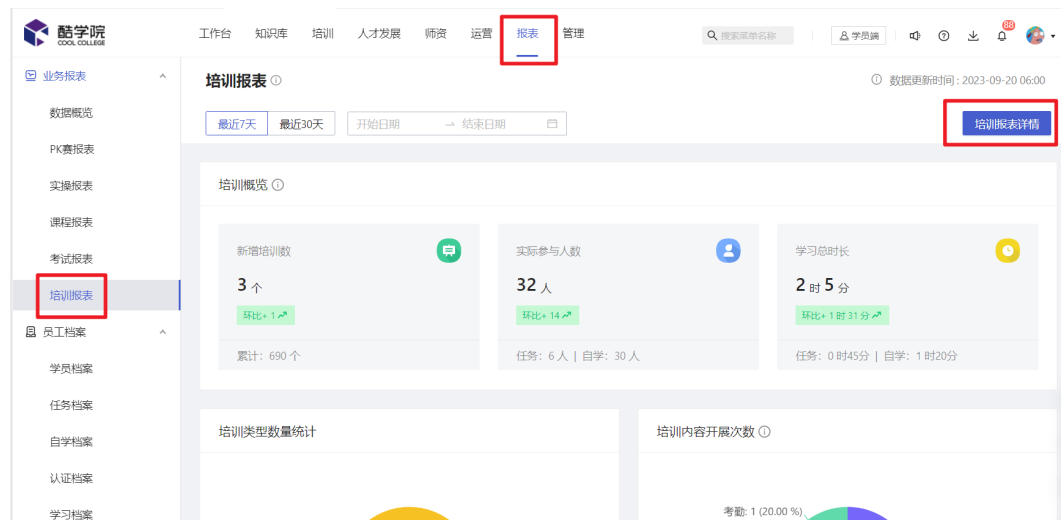 酷学院
COOL COLLEGE
工作台 知识库 培训 人才发展 师资 运营 报表 管理
搜索菜单名称
学员端
88
业务报表
数据概览
PK赛报表
实操报表
课程报表
考试报表
培训报表
员工档案
学员档案
任务档案
自学档案
认证档案
学习档案
培训报表
数据更新时间 : 2023-09-20 06:00
最近7天 最近30天 开始日期 → 结束日期
培训报表详情
培训概览
新增培训数
3 个
环比+ 1
累计：690 个
实际参与人数
32 人
环比+ 14
任务：6 人 | 自学：30 人
学习总时长
2 时 5 分
环比+ 1 时 31 分
任务：0 时45分 | 自学：1 时20分
培训类型数量统计
培训内容开展次数
考勤: 1 (20.00 %)